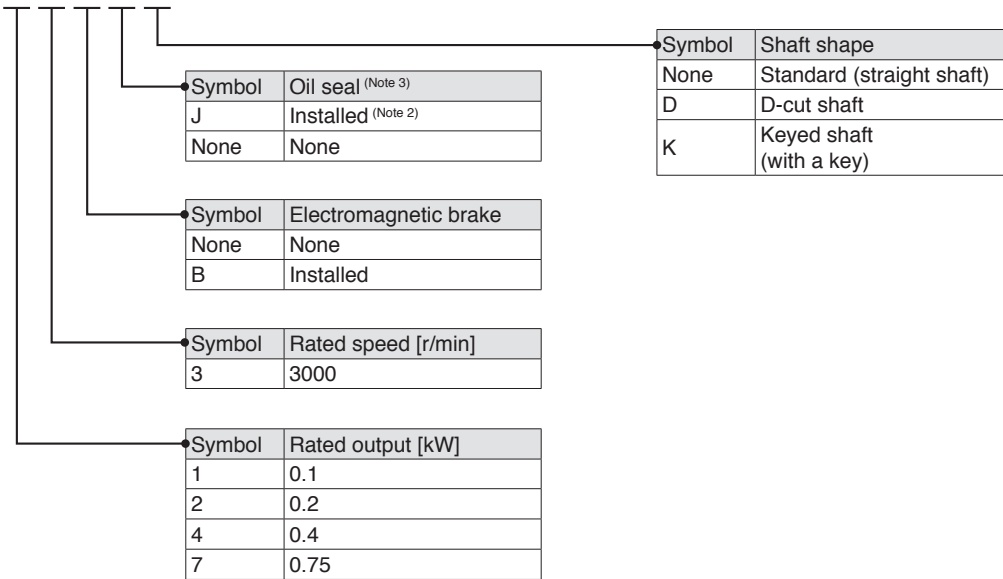 Symbol Shaft shape
None Standard (straight shaft)
D D-cut shaft
K Keyed shaft
(with a key)
Symbol Oil seal (Note 3)
J Installed (Note 2)
None None
Symbol Electromagnetic brake
None None
B Installed
Symbol Rated speed [r/min]
3 3000
Symbol Rated output [kW]
1 0.1
2 0.2
4 0.4
7 0.75